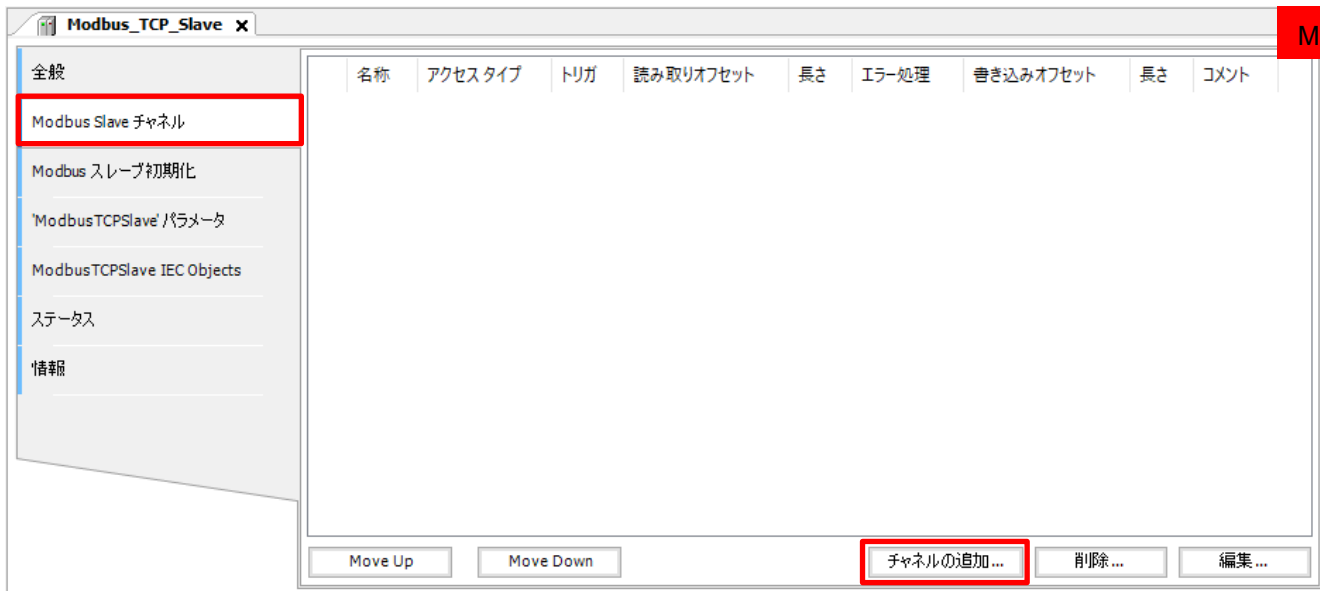 Modbus_TCP_Slave x
M
全般
Modbus Slave チャネル
Modbus スレーブ初期化
'ModbusTCPSlave' パラメータ
ModbusTCPSlave IEC Objects
ステータス
情報
名称 アクセス タイプ トリガ 読み取りオフセット 長さ エラー処理 書き込みオフセット 長さ コメント
Move Up Move Down チャネルの追加... 削除... 編集...